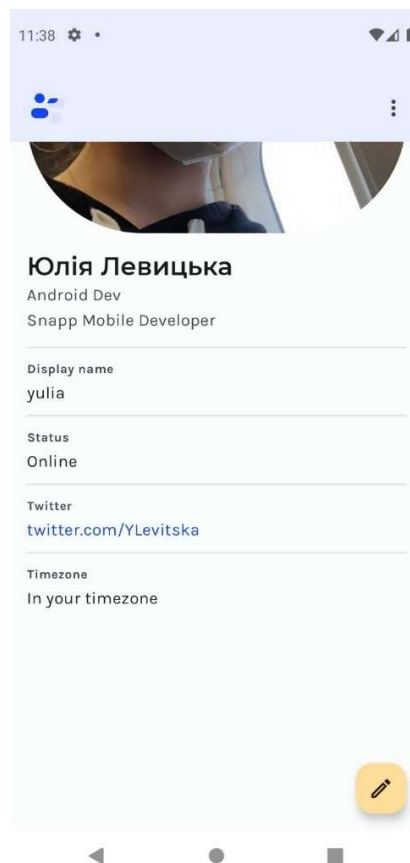 11:38
Юлія Левицька
Android Dev
Snapp Mobile Developer
Display name
yulia
Status
Online
Twitter
twitter.com/YLevitska
Timezone
In your timezone